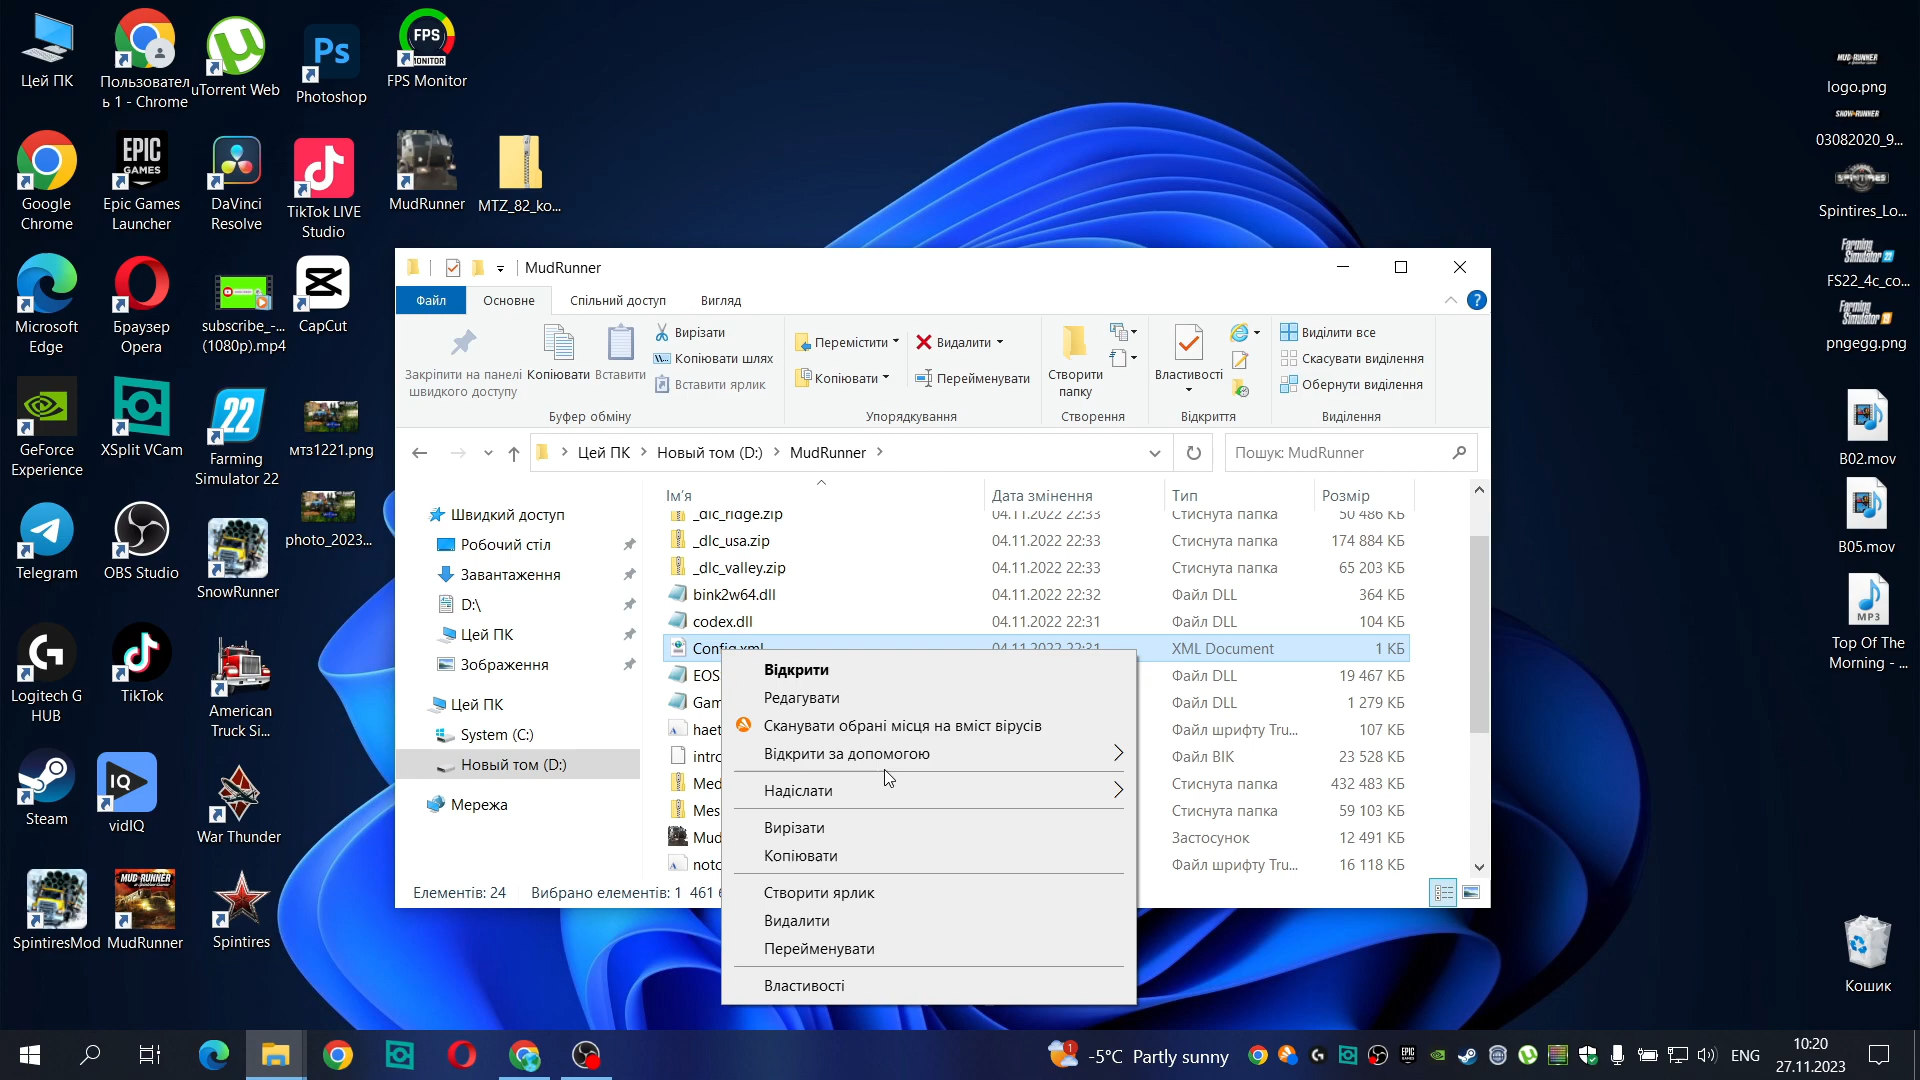 Цей ПК
Пользовател
ь 1 - Chrome
uTorrent Web
Photoshop
FPS Monitor
Google
Chrome
Epic Games
Launcher
DaVinci
Resolve
TikTok LIVE
Studio
MudRunner
MTZ_82_ko...
Microsoft
Edge
Браузер
Opera
subscribe_-...
(1080p).mp4
CapCut
GeForce
Experience
XSplit VCam
Farming
Simulator 22
мтз1221.png
Telegram
OBS Studio
SnowRunner
photo_2023...
Logitech G
HUB
TikTok
American
Truck Si...
Steam
vidIQ
War Thunder
SpintiresMod
MudRunner
Spintires
logo.png
03082020_9...
Spintires_Lo...
FS22_4c_co...
pngegg.png
B02.mov
B05.mov
Top Of The
Morning - ...
Кошик
MudRunner
Файл
Основне
Спільний доступ
Вигляд
Закріпити на панелі
швидкого доступу
Копіювати
Вставити
Вирізати
Копіювати шлях
Вставити ярлик
Буфер обміну
Перемістити
Копіювати
Видалити
Перейменувати
Упорядкування
Створити
папку
Створення
Властивості
Відкриття
Виділити все
Скасувати виділення
Обернути виділення
Виділення
Цей ПК
Новый том (D:)
MudRunner
Пошук: MudRunner
Ім'я
Дата змінення
Тип
Розмір
Швидкий доступ
Робочий стіл
Завантаження
D:\
Цей ПК
Зображення
Цей ПК
System (C:)
Новый том (D:)
Мережа
_dlc_ridge.zip 04.11.2022 22:33 Стиснута папка 50 486 КБ
_dlc_usa.zip 04.11.2022 22:33 Стиснута папка 174 884 КБ
_dlc_valley.zip 04.11.2022 22:33 Стиснута папка 65 203 КБ
bink2w64.dll 04.11.2022 22:32 Файл DLL 364 КБ
codex.dll 04.11.2022 22:31 Файл DLL 104 КБ
Config.xml 04.11.2022 22:31 XML Document 1 КБ
EOS Файл DLL 19 467 КБ
Gam Файл DLL 1 279 КБ
haet Файл шрифту Tru... 107 КБ
intro Файл BIK 23 528 КБ
Med Стиснута папка 432 483 КБ
Mes Стиснута папка 59 103 КБ
Mud Застосунок 12 491 КБ
noto Файл шрифту Tru... 16 118 КБ
Відкрити
Редагувати
Сканувати обрані місця на вміст вірусів
Відкрити за допомогою
Надіслати
Вирізати
Копіювати
Створити ярлик
Видалити
Перейменувати
Властивості
Елементів: 24
Вибрано елементів: 1 461
-5°C Partly sunny
ENG
10:20
27.11.2023